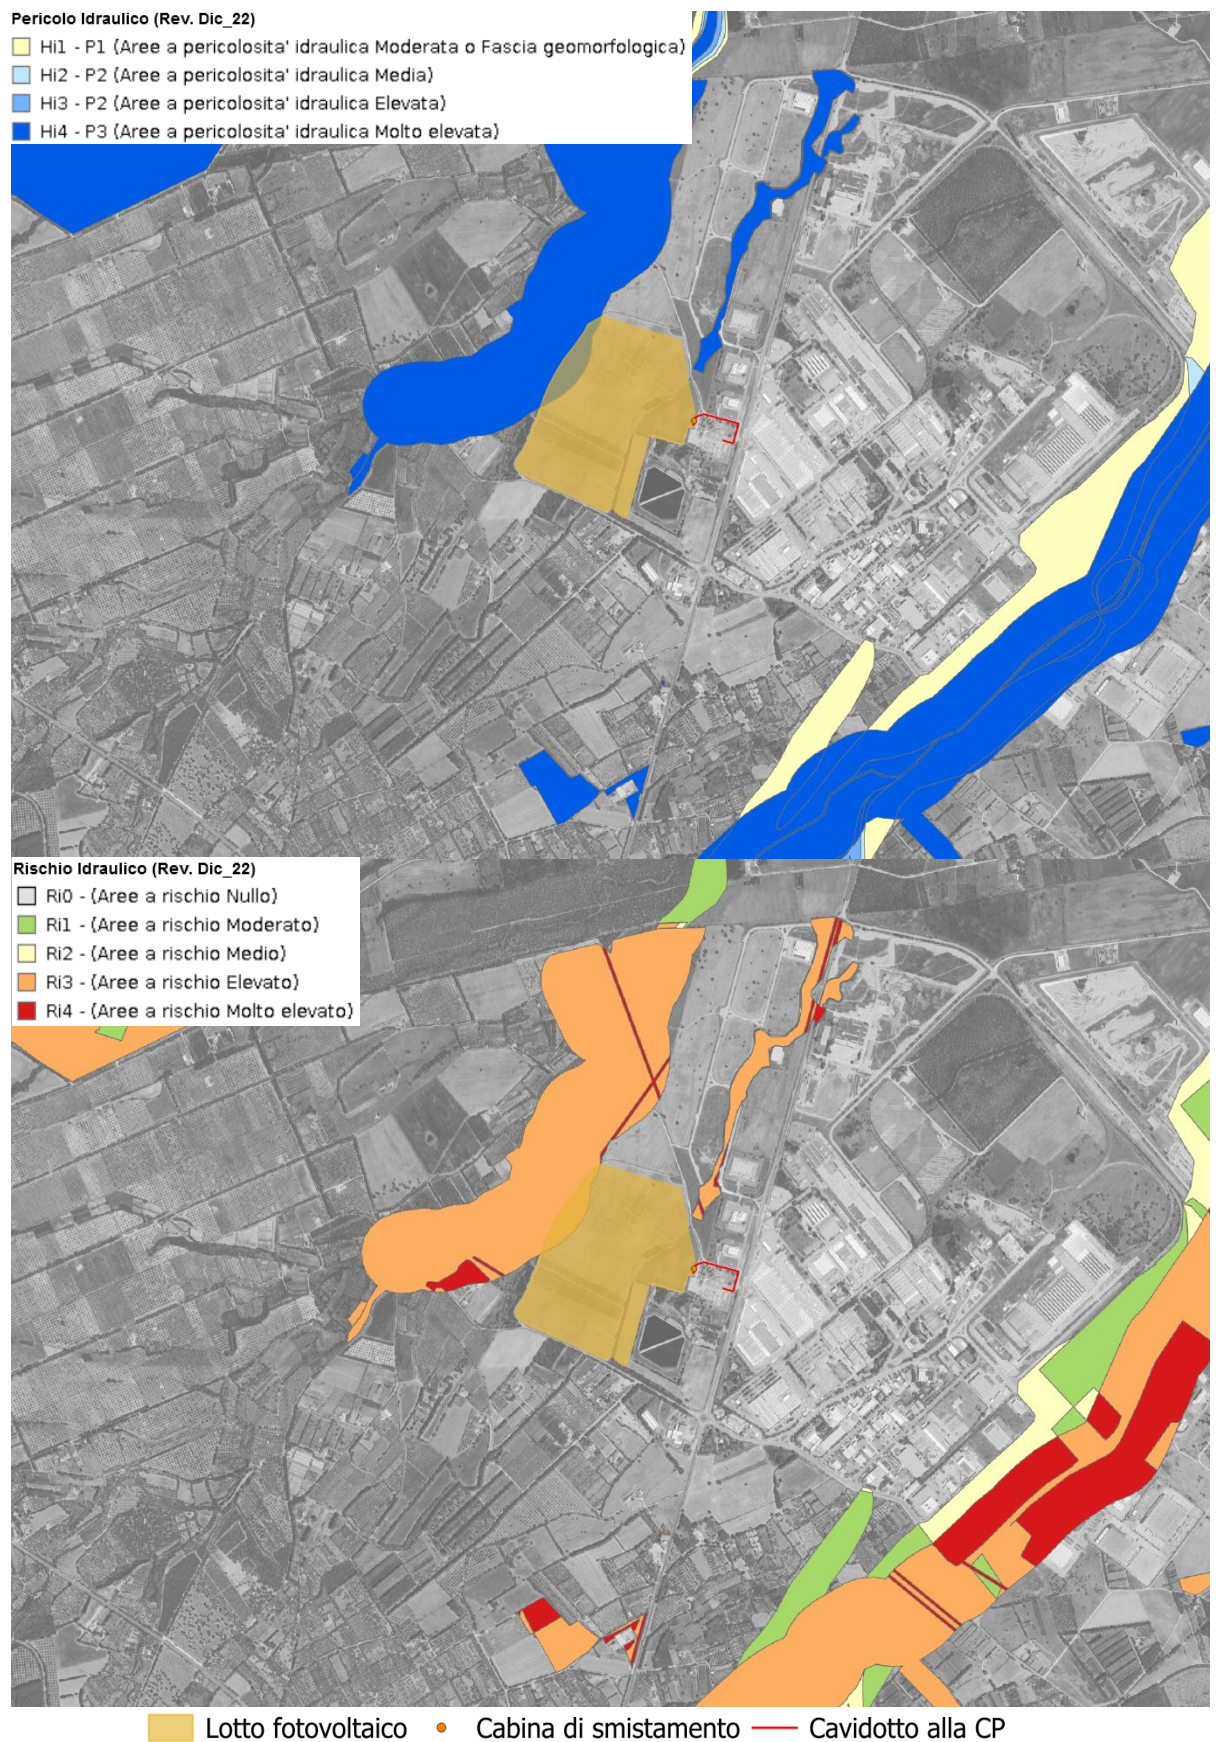 Pericolo Idraulico (Rev. Dic_22)
Hi1 - P1 (Aree a pericolosita' idraulica Moderata o Fascia geomorfologica)
Hi2 - P2 (Aree a pericolosita' idraulica Media)
Hi3 - P2 (Aree a pericolosita' idraulica Elevata)
Hi4 - P3 (Aree a pericolosita' idraulica Molto elevata)
Rischio Idraulico (Rev. Dic_22)
Ri0 - (Aree a rischio Nullo)
Ri1 - (Aree a rischio Moderato)
Ri2 - (Aree a rischio Medio)
Ri3 - (Aree a rischio Elevato)
Ri4 - (Aree a rischio Molto elevato)
Lotto fotovoltaico Cabina di smistamento Cavidotto alla CP